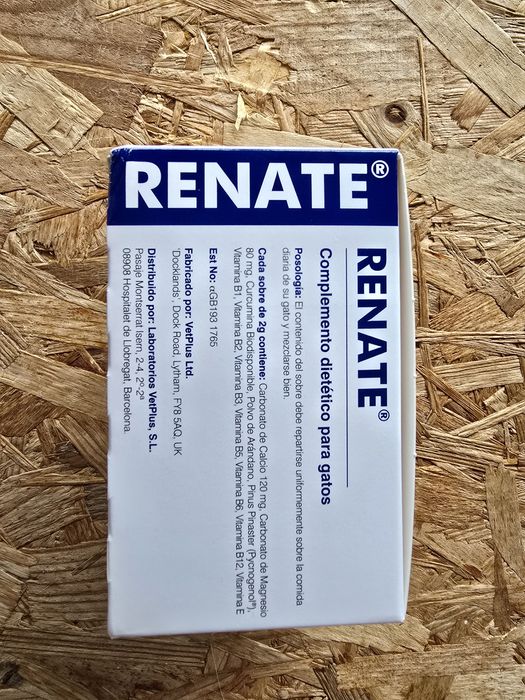 RENATE®
RENATE®
Complemento dietético para gatos
Posología: El contenido del sobre debe repartirse uniformemente sobre la comida
diaria de su gato y mezclarse bien.
Cada sobre de 2g contiene: Carbonato de Calcio 120 mg, Carbonato de Magnesio
80 mg, Curcumina Biodisponible, Polvo de Arándano, Pinus Pinaster (Pycnogenol®),
Vitamina B1, Vitamina B2, Vitamina B3, Vitamina B5, Vitamina B6, Vitamina B12, Vitamina E
Est No: αGB193 1765
Fabricado por: VetPlus Ltd.
'Docklands', Dock Road, Lytham, FY8 5AQ, UK
Distribuido por: Laboratorios VetPlus, S.L.
Pasaje Montserrat Isern, 2-4, 2º-2ª
08908 Hospitalet de Llobregat, Barcelona